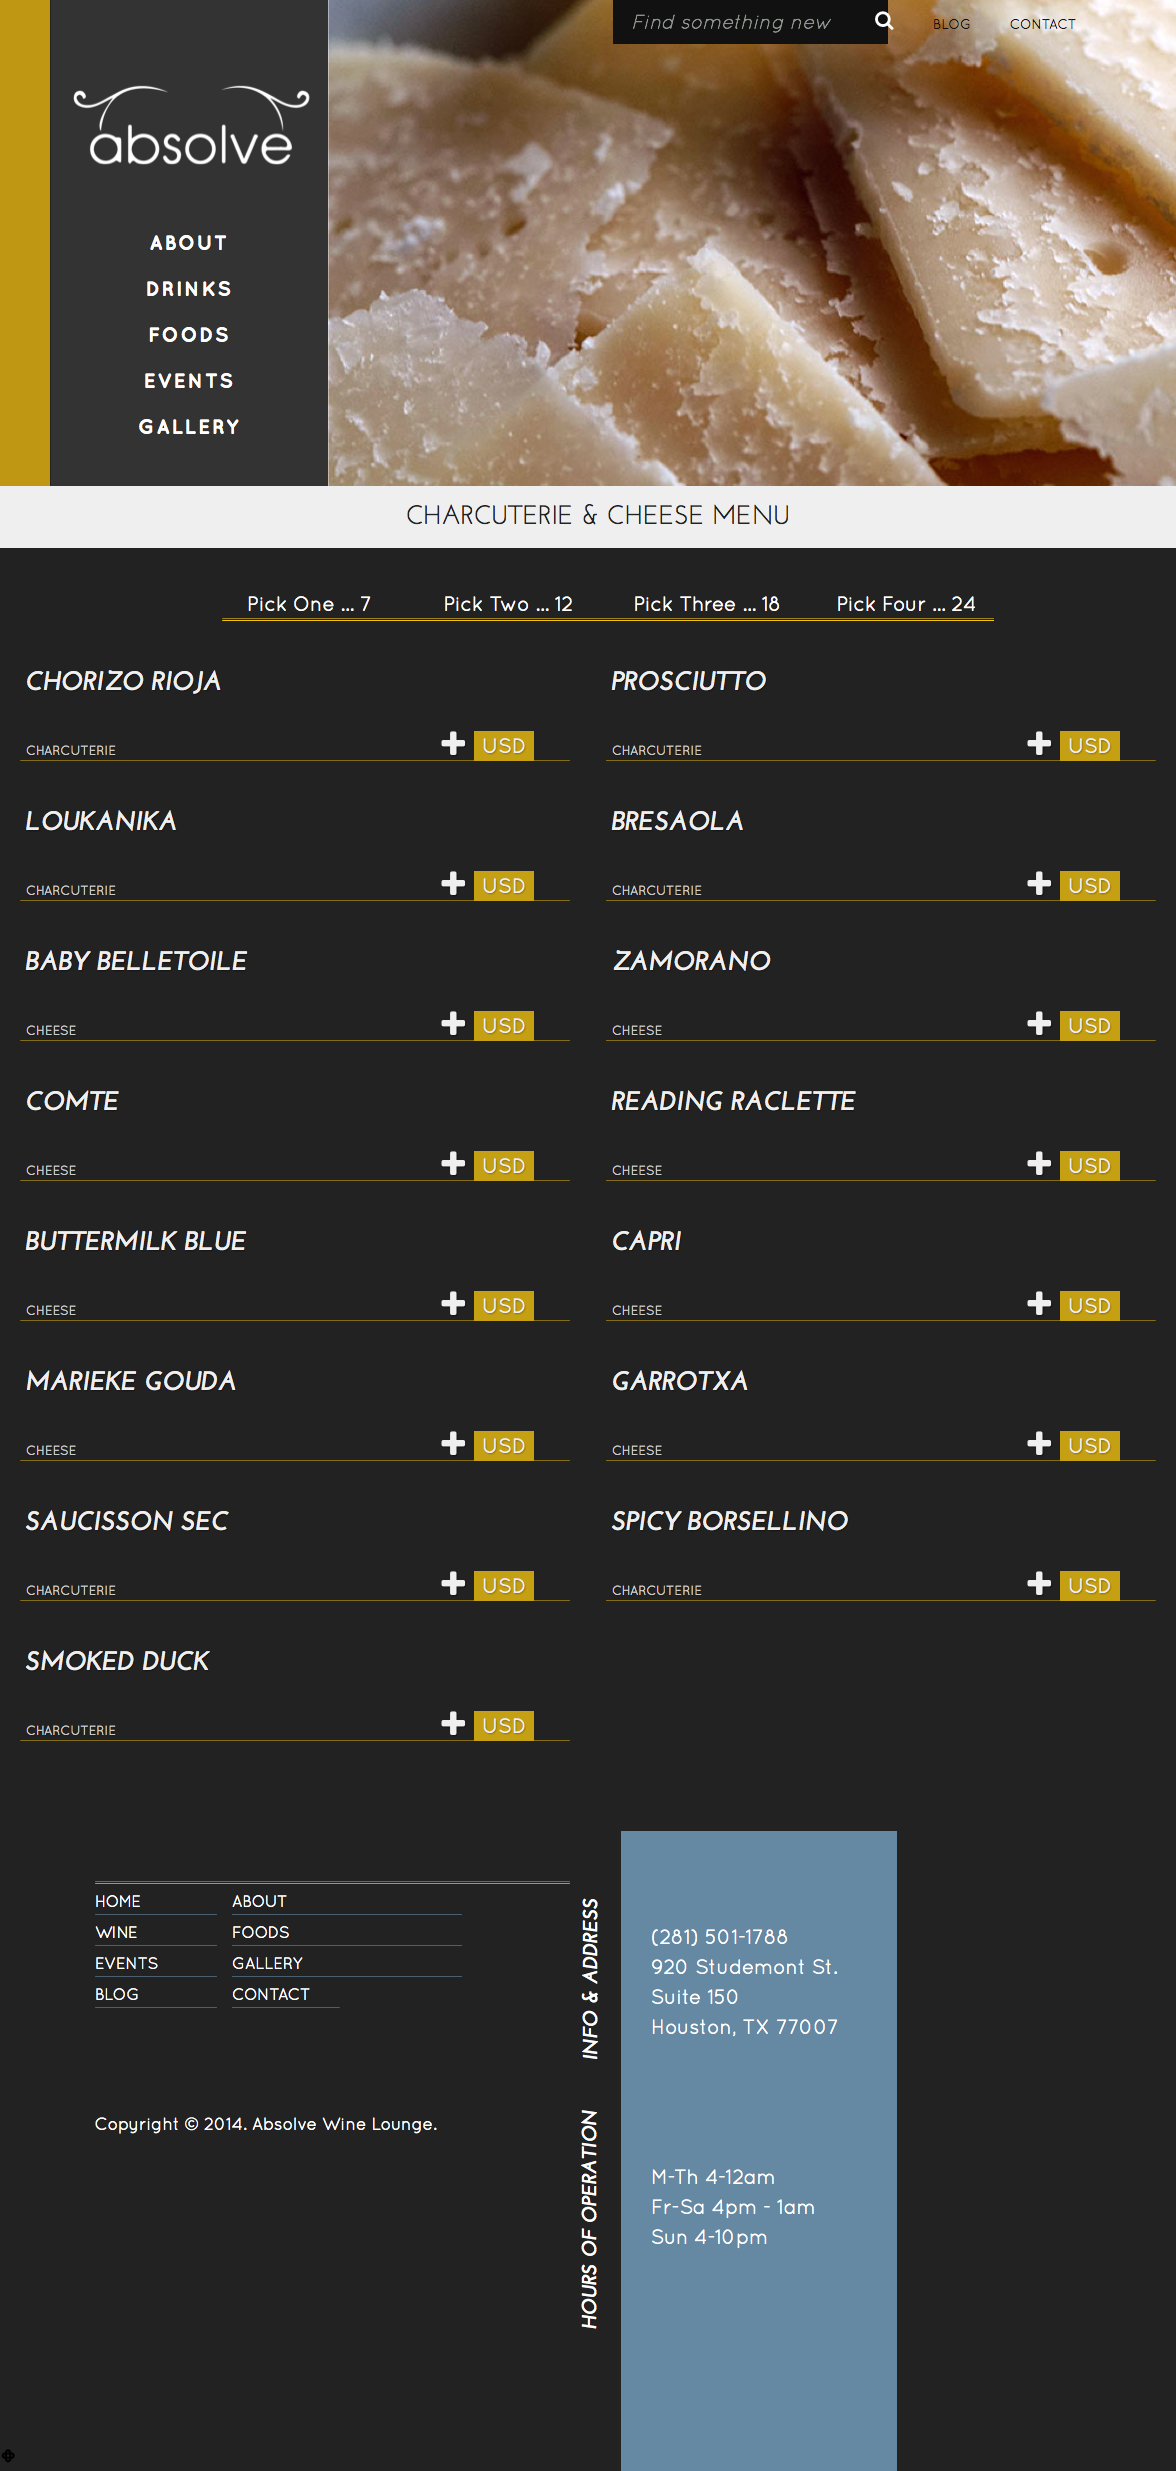 Find something new
BLOG
CONTACT
absolve
ABOUT
DRINKS
FOODS
EVENTS
GALLERY
CHARCUTERIE & CHEESE MENU
Pick One ... 7
Pick Two ... 12
Pick Three ... 18
Pick Four ... 24
CHORIZO RIOJA
CHARCUTERIE
USD
PROSCIUTTO
CHARCUTERIE
USD
LOUKANIKA
CHARCUTERIE
USD
BRESAOLA
CHARCUTERIE
USD
BABY BELLETOILE
CHEESE
USD
ZAMORANO
CHEESE
USD
COMTE
CHEESE
USD
READING RACLETTE
CHEESE
USD
BUTTERMILK BLUE
CHEESE
USD
CAPRI
CHEESE
USD
MARIEKE GOUDA
CHEESE
USD
GARROTXA
CHEESE
USD
SAUCISSON SEC
CHARCUTERIE
USD
SPICY BORSELLINO
CHARCUTERIE
USD
SMOKED DUCK
CHARCUTERIE
USD
HOME
ABOUT
WINE
FOODS
EVENTS
GALLERY
BLOG
CONTACT
Copyright © 2014. Absolve Wine Lounge.
INFO & ADDRESS
(281) 501-1788
920 Studemont St.
Suite 150
Houston, TX 77007
HOURS OF OPERATION
M-Th 4-12am
Fr-Sa 4pm - 1am
Sun 4-10pm